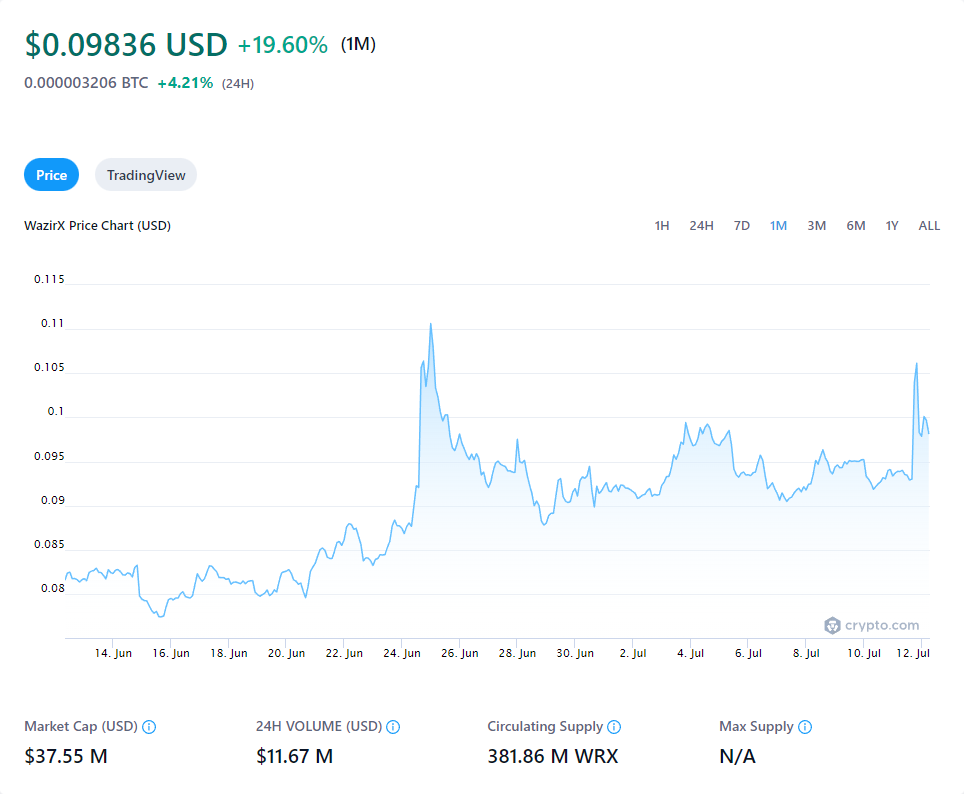 $0.09836 USD +19.60% (1M)
0.000003206 BTC +4.21% (24H)
Price TradingView
WazirX Price Chart (USD) 1H 24H 7D 1M 3M 6M 1Y ALL
0.115
0.11
0.105
0.1
0.095
0.09
0.085
0.08
crypto.com
14. Jun 16. Jun 18. Jun 20. Jun 22. Jun 24. Jun 26. Jun 28. Jun 30. Jun 2. Jul 4. Jul 6. Jul 8. Jul 10. Jul 12. Jul
Market Cap (USD) 24H VOLUME (USD) Circulating Supply Max Supply
$37.55 M $11.67 M 381.86 M WRX N/A